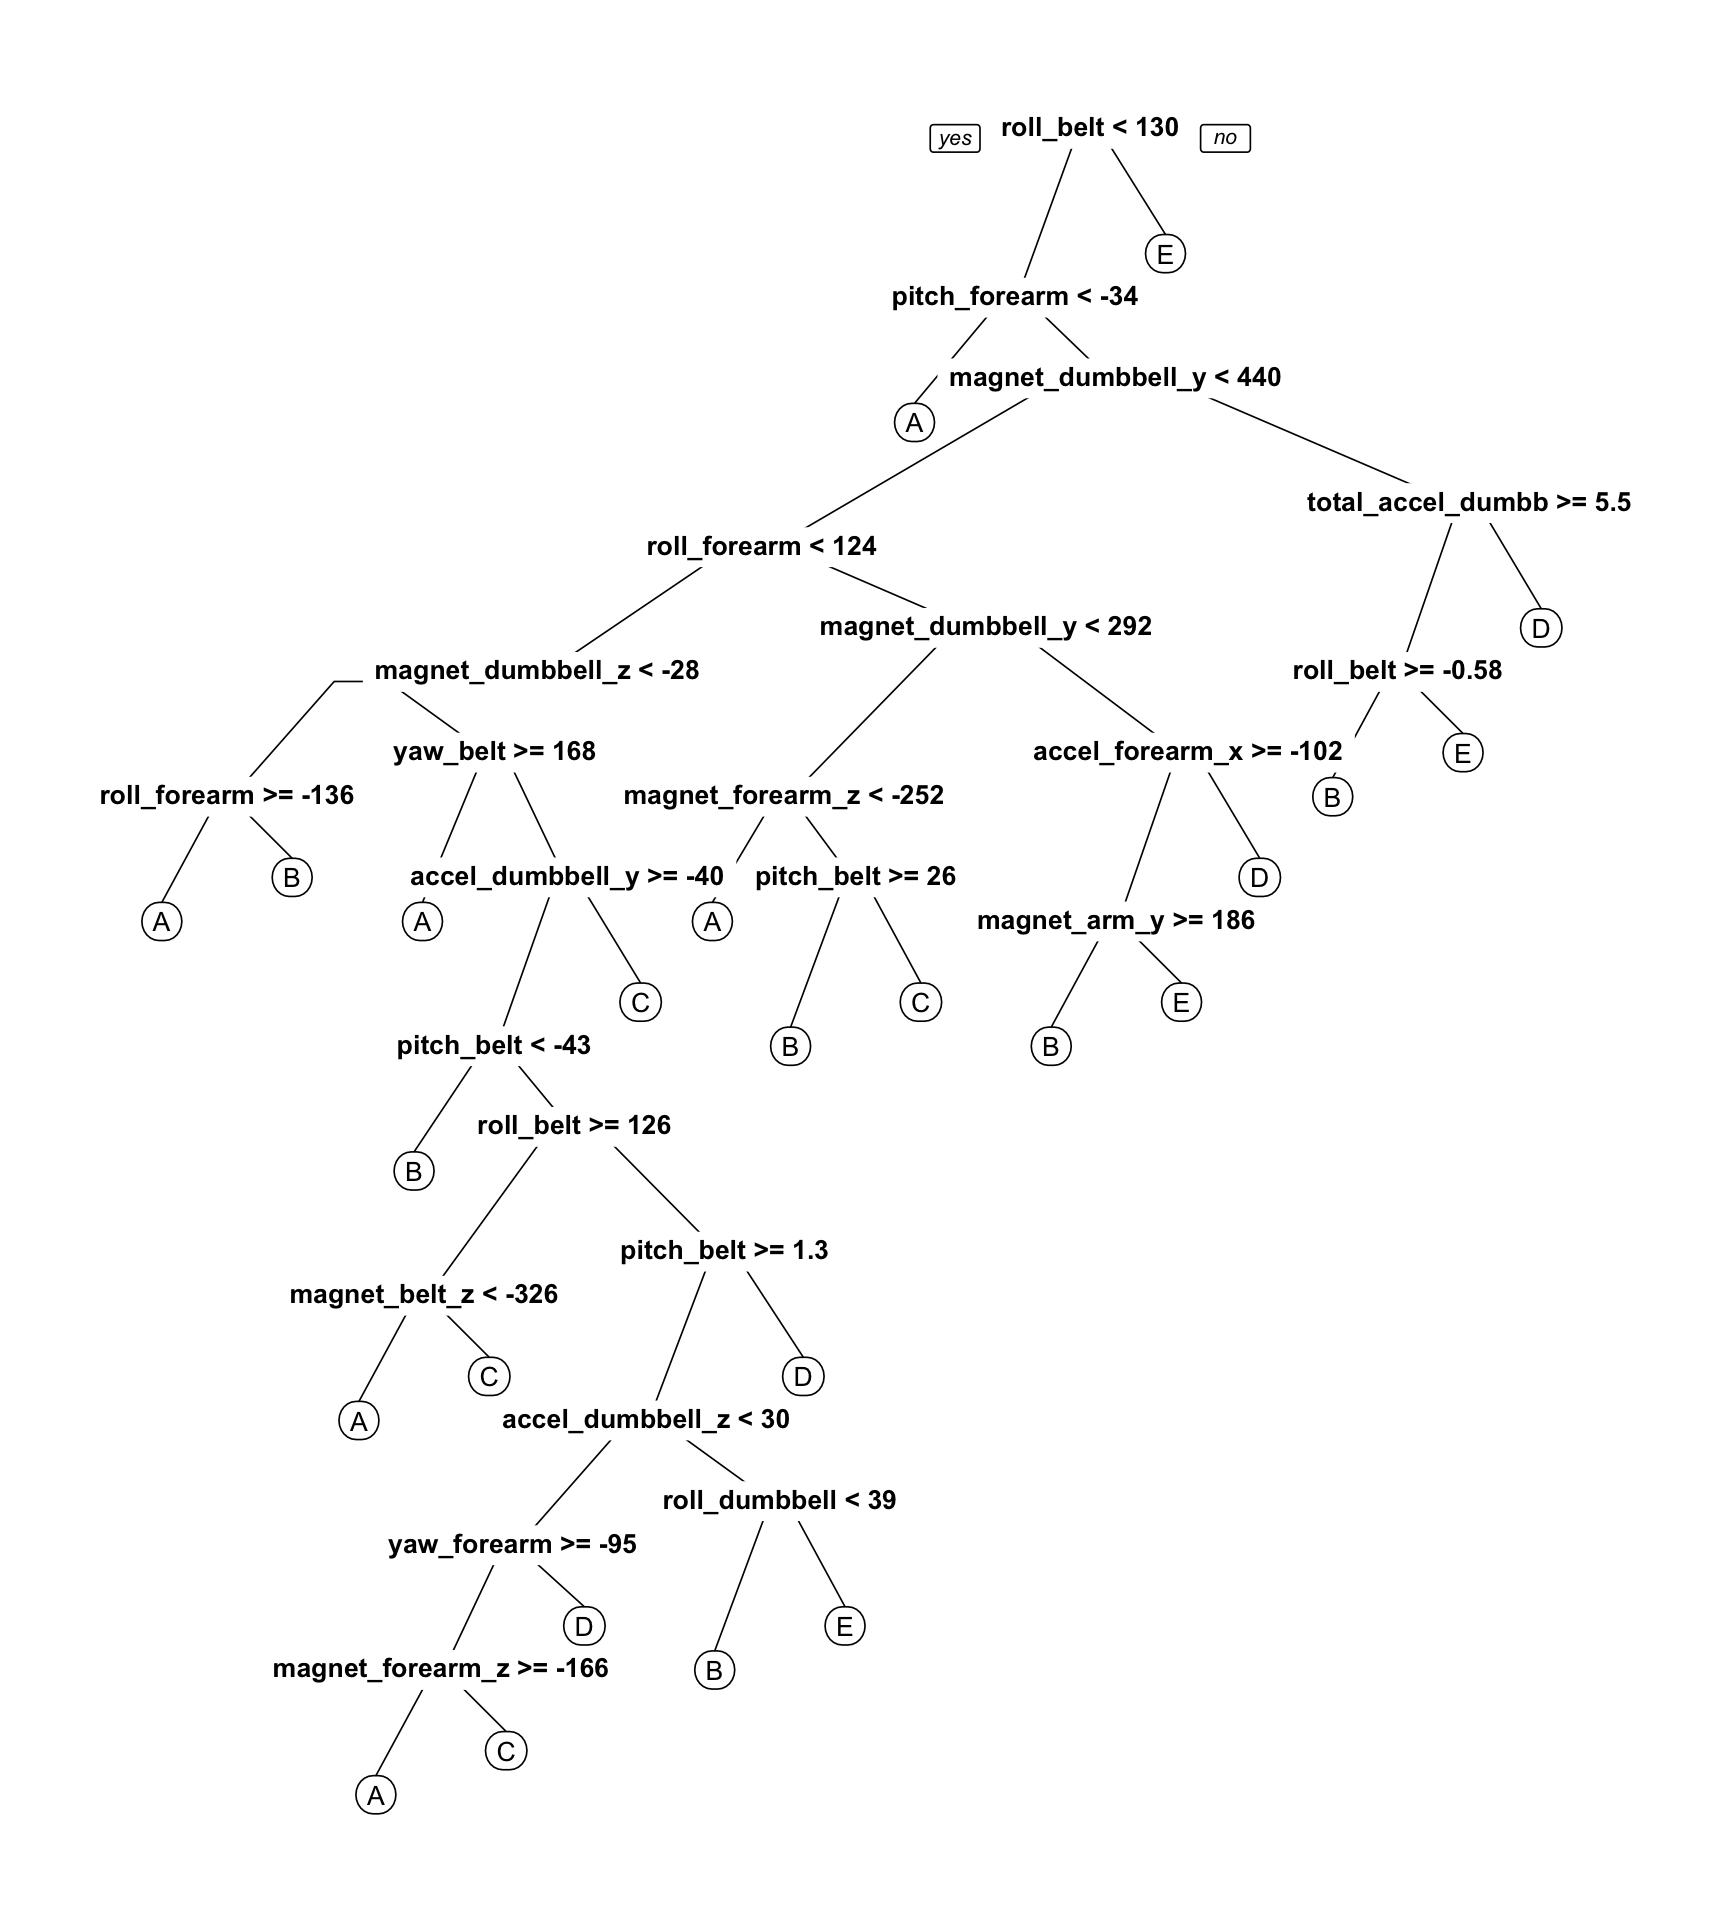 yes roll_belt < 130 no
E
pitch_forearm < -34
magnet_dumbbell_y < 440
A
total_accel_dumbb >= 5.5
roll_forearm < 124
magnet_dumbbell_y < 292
D
magnet_dumbbell_z < -28
roll_belt >= -0.58
yaw_belt >= 168
accel_forearm_x >= -102
E
roll_forearm >= -136
magnet_forearm_z < -252
B
B
accel_dumbbell_y >= -40
pitch_belt >= 26
D
A
A
A
magnet_arm_y >= 186
C
C
E
pitch_belt < -43
B
B
roll_belt >= 126
B
pitch_belt >= 1.3
magnet_belt_z < -326
C
D
A
accel_dumbbell_z < 30
roll_dumbbell < 39
yaw_forearm >= -95
D
E
magnet_forearm_z >= -166
B
C
A